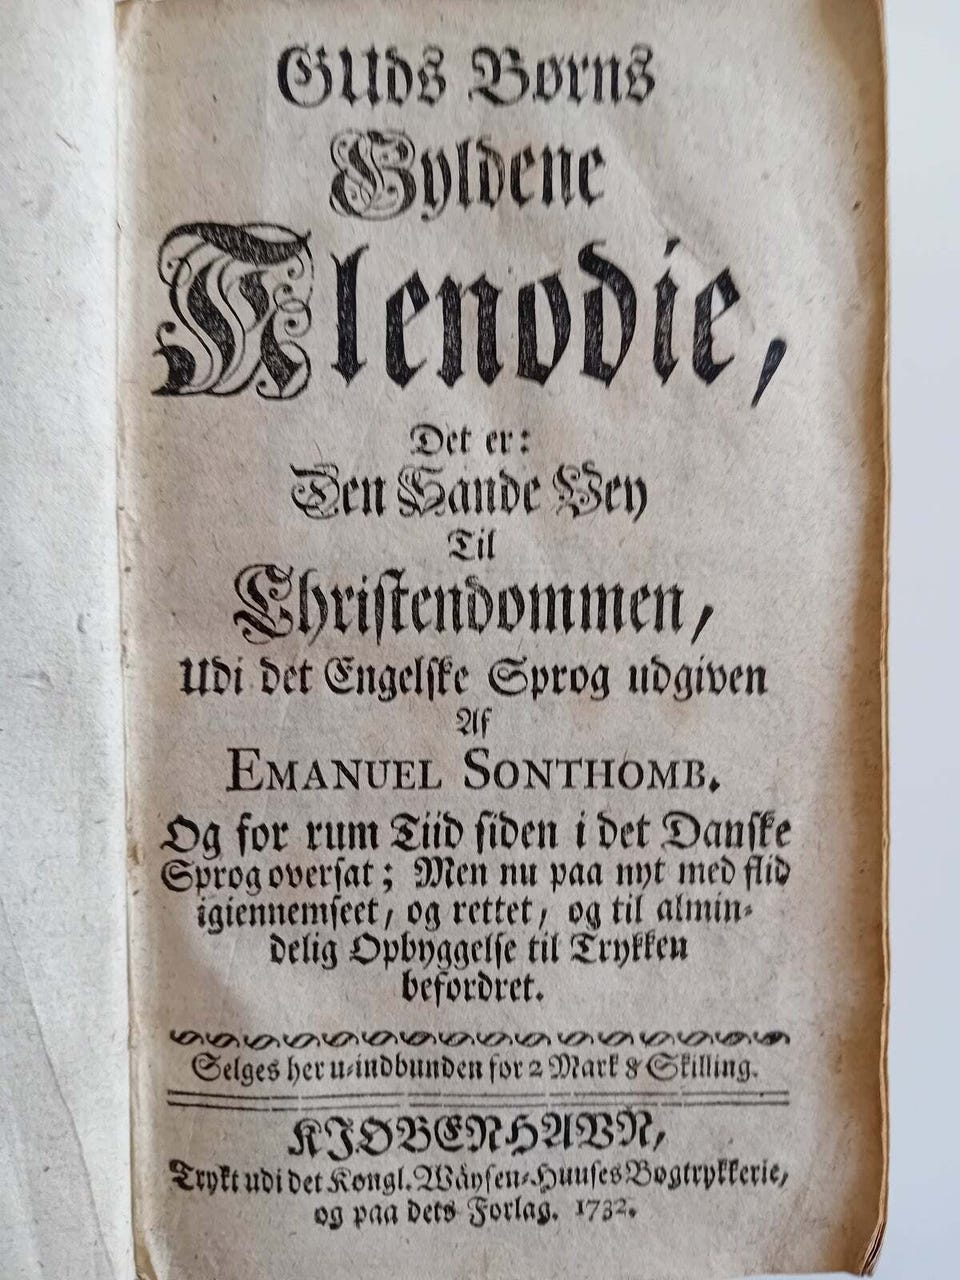 GUds Børns
Gyldene
Klenodie,
Det er:
Den Sande Vey
Til
Christendommen,
Udi det Engelske Sprog udgiven
Af
EMANUEL SONTHOMB.
Og for rum Tiid siden i det Danske
Sprog oversat; Men nu paa nyt med flid
igiennemseet, og rettet, og til almin-
delig Opbyggelse til Trykken
befordret.
Selges her u-indbunden for 2 Mark 8 Skilling.
KJØBENHAVN,
Trykt udi det Kongl. Wäysen-Huuses Bogtrykkerie,
og paa dets Forlag. 1732.